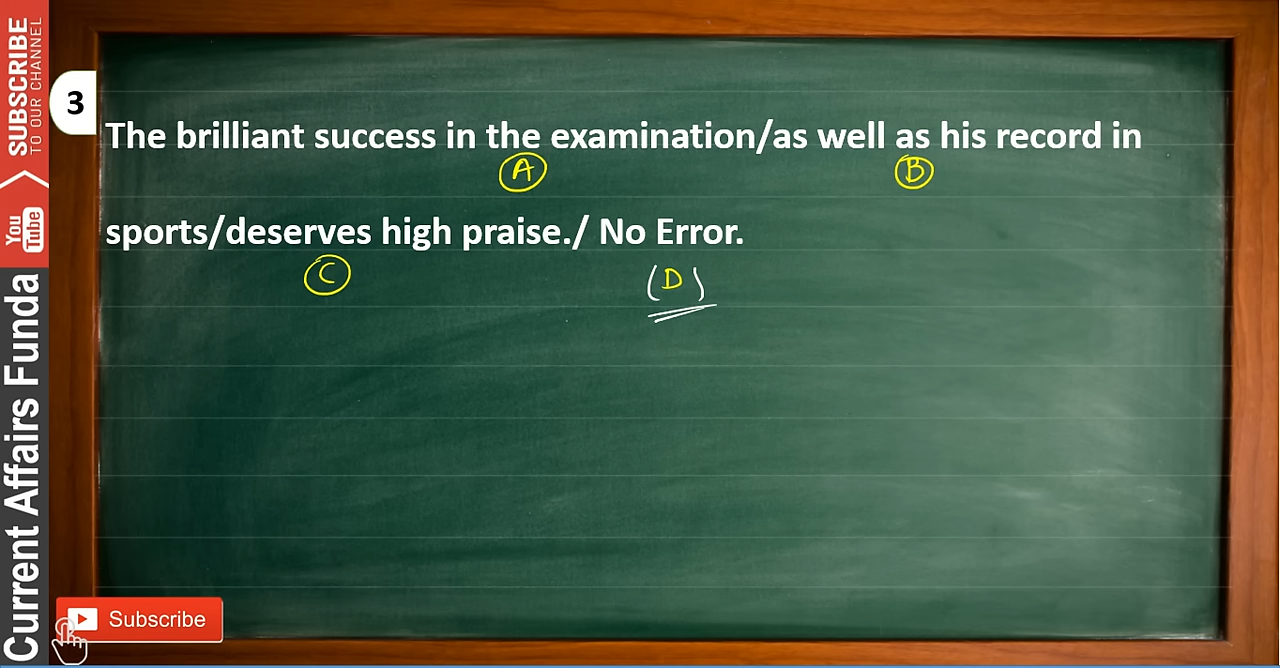 SUBSCRIBE
TO OUR CHANNEL
You
Tube
Current Affairs Funda
3
The brilliant success in the examination/as well as his record in
A
B
sports/deserves high praise./ No Error.
C
(D)
Subscribe